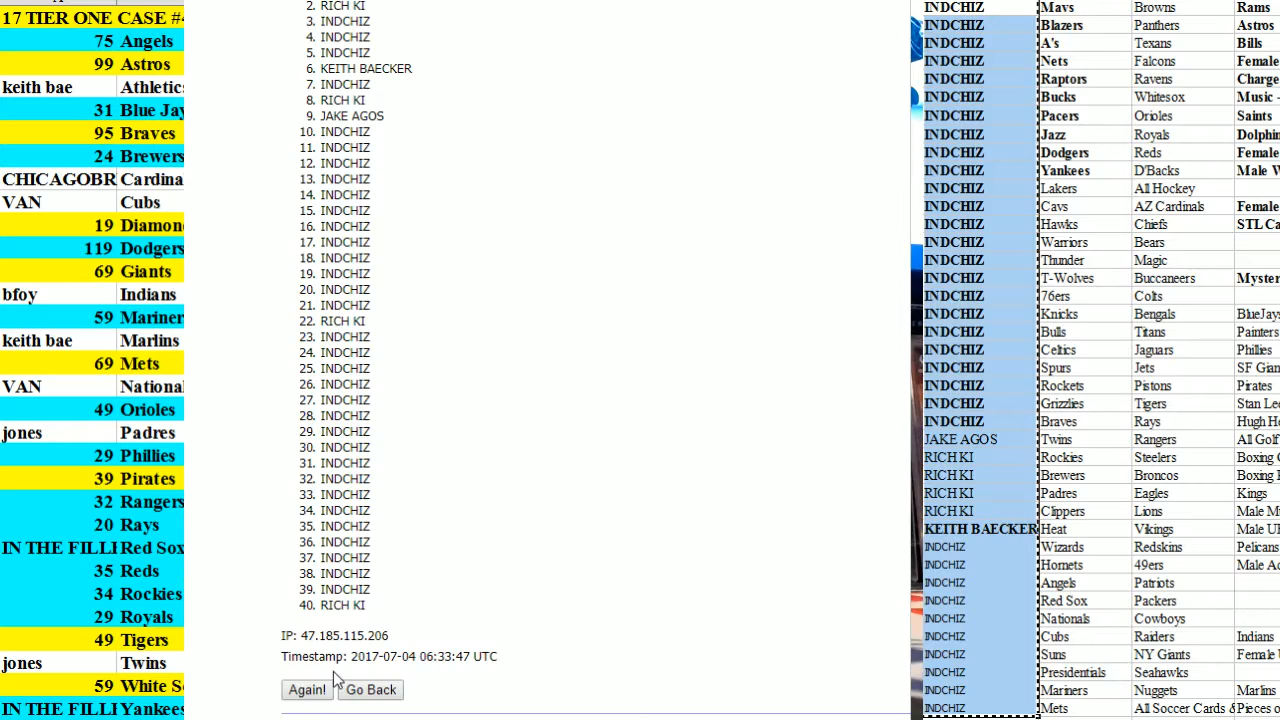 17 TIER ONE CASE #4
75 Angels
99 Astros
keith bae Athletics
31 Blue Jay
95 Braves
24 Brewers
CHICAGOBR Cardina
VAN Cubs
19 Diamon
119 Dodgers
69 Giants
bfoy Indians
59 Mariner
keith bae Marlins
69 Mets
VAN National
49 Orioles
jones Padres
29 Phillies
39 Pirates
32 Rangers
20 Rays
IN THE FILLI Red Sox
35 Reds
34 Rockies
29 Royals
49 Tigers
jones Twins
59 White S
IN THE FILLI Yankees
2. RICH KI
3. INDCHIZ
4. INDCHIZ
5. INDCHIZ
6. KEITH BAECKER
7. INDCHIZ
8. RICH KI
9. JAKE AGOS
10. INDCHIZ
11. INDCHIZ
12. INDCHIZ
13. INDCHIZ
14. INDCHIZ
15. INDCHIZ
16. INDCHIZ
17. INDCHIZ
18. INDCHIZ
19. INDCHIZ
20. INDCHIZ
21. INDCHIZ
22. RICH KI
23. INDCHIZ
24. INDCHIZ
25. INDCHIZ
26. INDCHIZ
27. INDCHIZ
28. INDCHIZ
29. INDCHIZ
30. INDCHIZ
31. INDCHIZ
32. INDCHIZ
33. INDCHIZ
34. INDCHIZ
35. INDCHIZ
36. INDCHIZ
37. INDCHIZ
38. INDCHIZ
39. INDCHIZ
40. RICH KI
IP: 47.185.115.206
Timestamp: 2017-07-04 06:33:47 UTC
Again! Go Back
INDCHIZ Mavs Browns Rams
INDCHIZ Blazers Panthers Astros
INDCHIZ A's Texans Bills
INDCHIZ Nets Falcons Female
INDCHIZ Raptors Ravens Charge
INDCHIZ Bucks Whitesox Music -
INDCHIZ Pacers Orioles Saints
INDCHIZ Jazz Royals Dolphin
INDCHIZ Dodgers Reds Female
INDCHIZ Yankees D'Backs Male W
INDCHIZ Lakers All Hockey
INDCHIZ Cavs AZ Cardinals Female
INDCHIZ Hawks Chiefs STL Ca
INDCHIZ Warriors Bears
INDCHIZ Thunder Magic
INDCHIZ T-Wolves Buccaneers Myster
INDCHIZ 76ers Colts
INDCHIZ Knicks Bengals BlueJays
INDCHIZ Bulls Titans Painters
INDCHIZ Celtics Jaguars Phillies
INDCHIZ Spurs Jets SF Gian
INDCHIZ Rockets Pistons Pirates
INDCHIZ Grizzlies Tigers Stan Lee
INDCHIZ Braves Rays Hugh He
JAKE AGOS Twins Rangers All Golf
RICH KI Rockies Steelers Boxing C
RICH KI Brewers Broncos Boxing F
RICH KI Padres Eagles Kings
RICH KI Clippers Lions Male M
KEITH BAECKER Heat Vikings Male U
INDCHIZ Wizards Redskins Pelicans
INDCHIZ Hornets 49ers Male Ac
INDCHIZ Angels Patriots
INDCHIZ Red Sox Packers
INDCHIZ Nationals Cowboys
INDCHIZ Cubs Raiders Indians
INDCHIZ Suns NY Giants Female
INDCHIZ Presidentials Seahawks
INDCHIZ Mariners Nuggets Marlins
INDCHIZ Mets All Soccer Cards & Pieces o